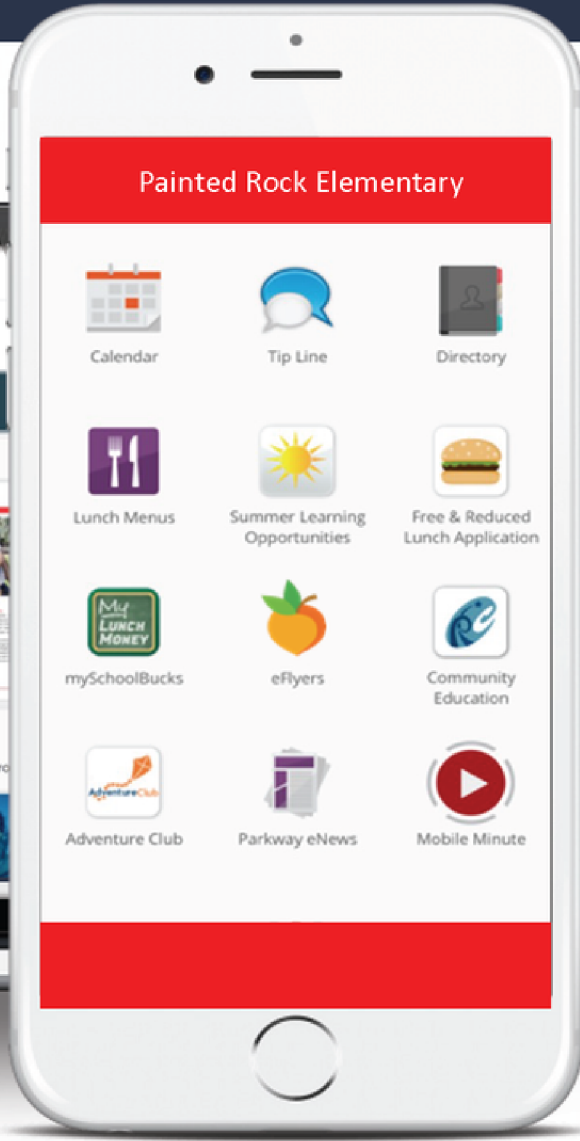 Painted Rock Elementary
Calendar
Tip Line
Directory
Lunch Menus
Summer Learning
Opportunities
Free & Reduced
Lunch Application
My
LUNCH
MONEY
mySchoolBucks
eFlyers
Community
Education
AdventureClub
Adventure Club
Parkway eNews
Mobile Minute